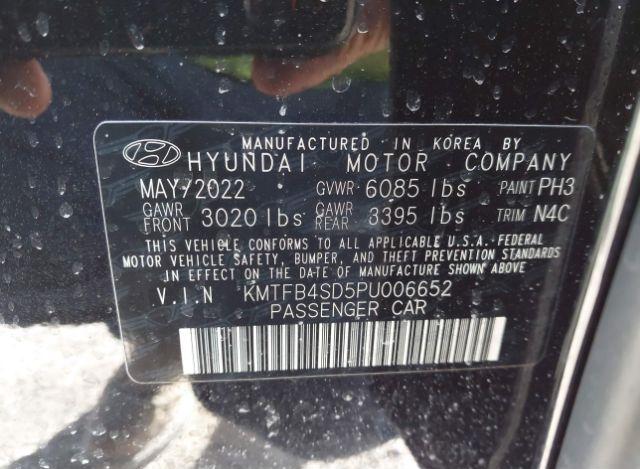 MANUFACTURED IN KOREA BY
HYUNDAI MOTOR COMPANY
MAY/2022 GVWR 6085 lbs PAINT PH3
GAWR FRONT 3020 lbs GAWR REAR 3395 lbs TRIM N4C
THIS VEHICLE CONFORMS TO ALL APPLICABLE U.S.A. FEDERAL
MOTOR VEHICLE SAFETY, BUMPER, AND THEFT PREVENTION STANDARDS
IN EFFECT ON THE DATE OF MANUFACTURE SHOWN ABOVE
V.I.N KMTFB4SD5PU006652
PASSENGER CAR